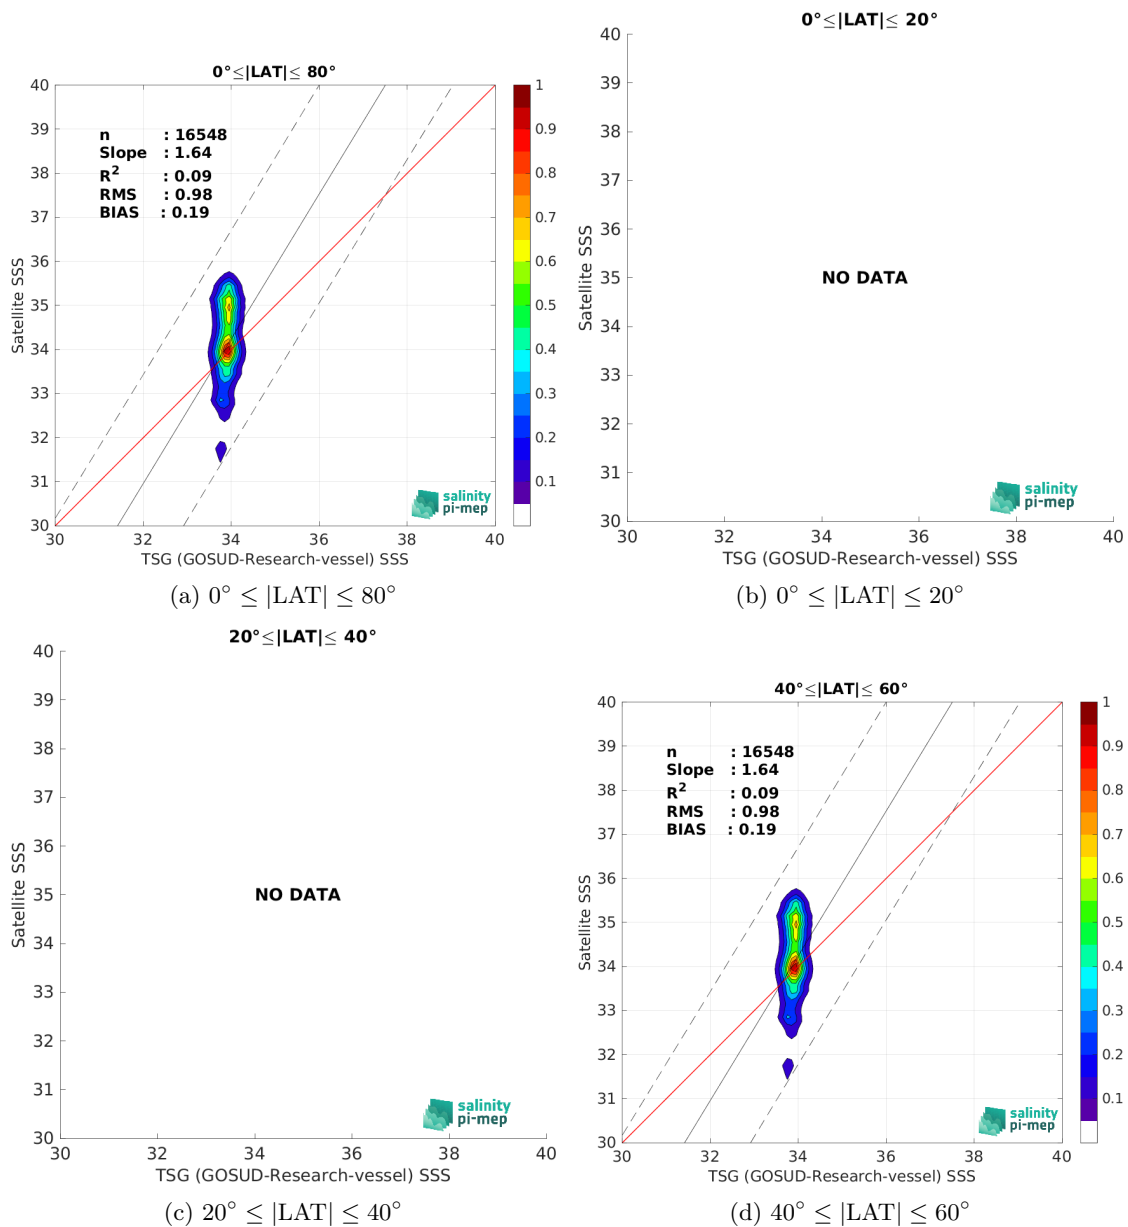 0°≤|LAT|≤ 80°
40
39
38
37
36
35
34
33
32
31
30
Satellite SSS
n : 16548
Slope : 1.64
R² : 0.09
RMS : 0.98
BIAS : 0.19
salinity
pi-mep
30 32 34 36 38 40
TSG (GOSUD-Research-vessel) SSS
1
0.9
0.8
0.7
0.6
0.5
0.4
0.3
0.2
0.1
(a) 0° ≤ |LAT| ≤ 80°
0°≤|LAT|≤ 20°
40
39
38
37
36
35
34
33
32
31
30
Satellite SSS
NO DATA
salinity
pi-mep
30 32 34 36 38 40
TSG (GOSUD-Research-vessel) SSS
(b) 0° ≤ |LAT| ≤ 20°
20°≤|LAT|≤ 40°
40
39
38
37
36
35
34
33
32
31
30
Satellite SSS
NO DATA
salinity
pi-mep
30 32 34 36 38 40
TSG (GOSUD-Research-vessel) SSS
(c) 20° ≤ |LAT| ≤ 40°
40°≤|LAT|≤ 60°
40
39
38
37
36
35
34
33
32
31
30
Satellite SSS
n : 16548
Slope : 1.64
R² : 0.09
RMS : 0.98
BIAS : 0.19
salinity
pi-mep
30 32 34 36 38 40
TSG (GOSUD-Research-vessel) SSS
1
0.9
0.8
0.7
0.6
0.5
0.4
0.3
0.2
0.1
(d) 40° ≤ |LAT| ≤ 60°